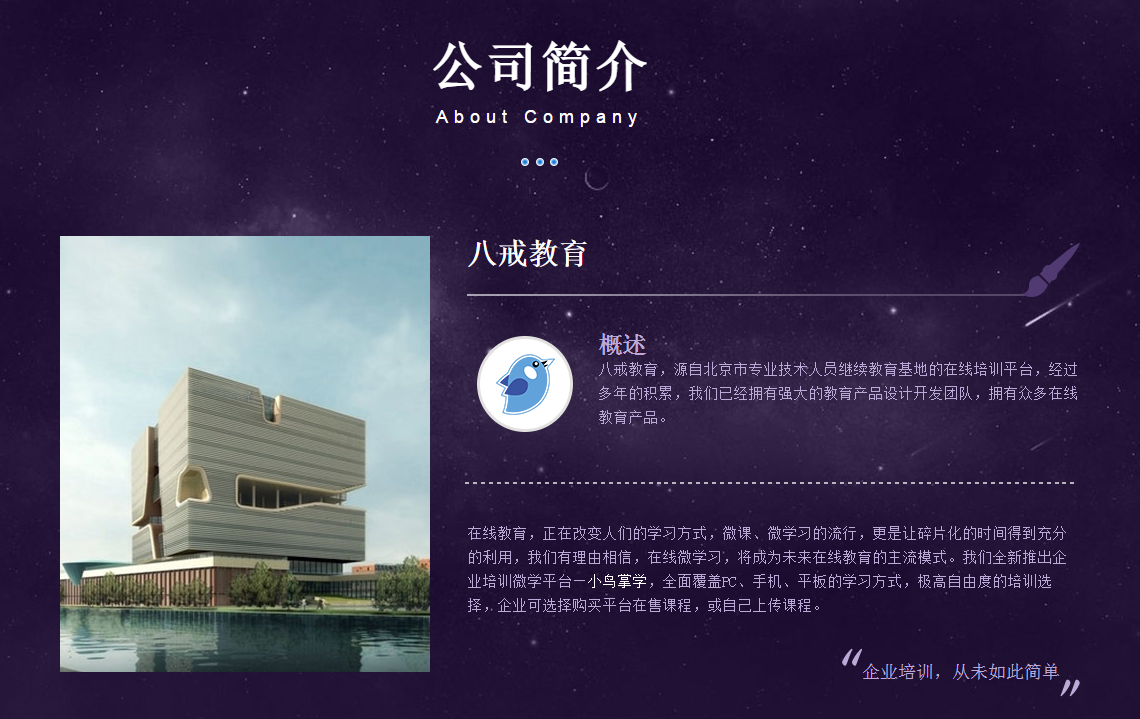 公司简介
About Company
八戒教育
概述
八戒教育，源自北京市专业技术人员继续教育基地的在线培训平台，经过
多年的积累，我们已经拥有强大的教育产品设计开发团队，拥有众多在线
教育产品。
在线教育，正在改变人们的学习方式，微课、微学习的流行，更是让碎片化的时间得到充分
的利用，我们有理由相信，在线微学习，将成为未来在线教育的主流模式。我们全新推出企
业培训微学平台—小鸟掌学，全面覆盖PC、手机、平板的学习方式，极高自由度的培训选
择，企业可选择购买平台在售课程，或自己上传课程。
“企业培训，从未如此简单”